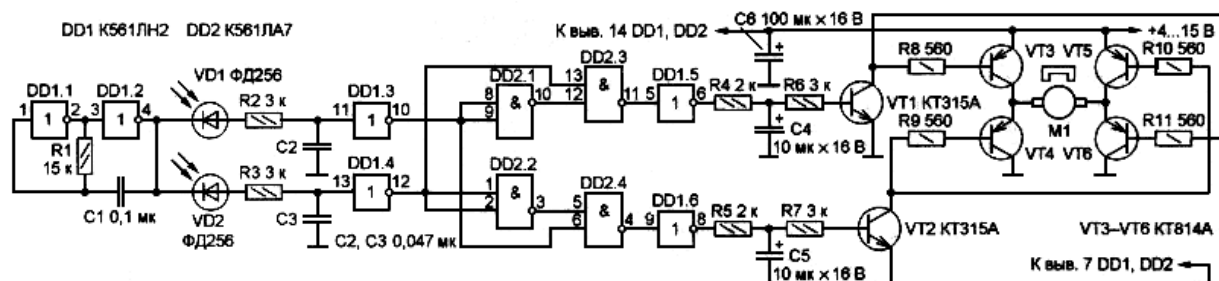 DD1 К561ЛН2 DD2 К561ЛА7
К выв. 14 DD1, DD2
С6 100 мк × 16 В
+4...15 В
DD1.1
DD1.2
VD1 ФД256
R2 3 к
DD1.3
DD2.1
DD2.3
DD1.5
R4 2 к
R6 3 к
R8 560
VT3
VT5
R10 560
1
1
2
3
1
4
11
1
10
8
9
&
10
13
12
&
11
5
1
6
VT1 КТ315А
C4
10 мк × 16 В
R9 560
M1
R11 560
VT4
VT6
R1
15 к
C1 0,1 мк
VD2
ФД256
R3 3 к
C2
DD1.4
13
1
12
C3
C2, C3 0,047 мк
DD2.2
1
2
&
3
DD2.4
5
6
&
4
DD1.6
9
1
8
R5 2 к
R7 3 к
C5
10 мк × 16 В
VT2 КТ315А
VT3–VT6 КТ814А
К выв. 7 DD1, DD2